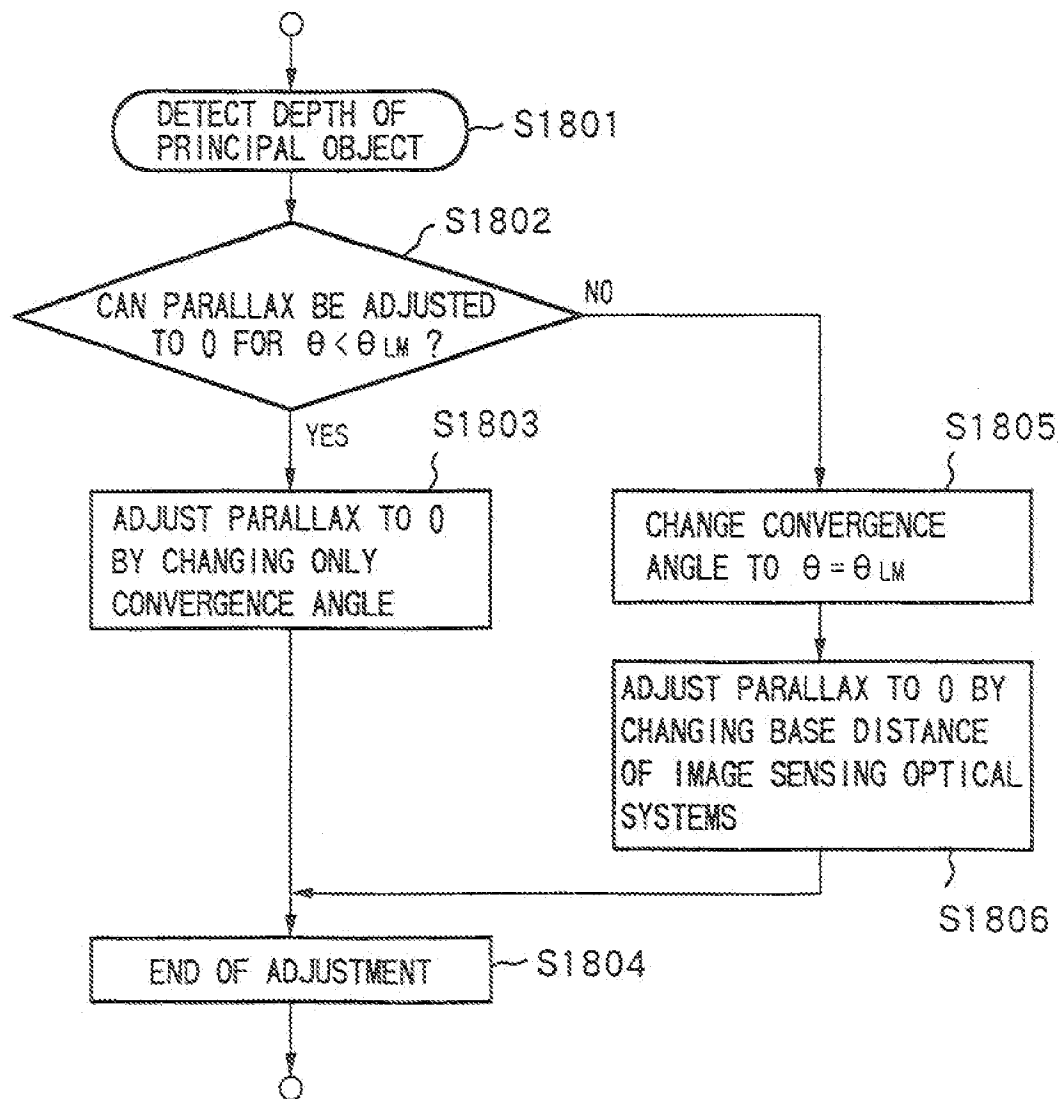 DETECT DEPTH OF
PRINCIPAL OBJECT
S1801
S1802
CAN PARALLAX BE ADJUSTED
TO 0 FOR θ < θLM ?
NO
YES
S1803
ADJUST PARALLAX TO 0
BY CHANGING ONLY
CONVERGENCE ANGLE
S1805
CHANGE CONVERGENCE
ANGLE TO θ = θLM
ADJUST PARALLAX TO 0 BY
CHANGING BASE DISTANCE
OF IMAGE SENSING OPTICAL
SYSTEMS
S1806
END OF ADJUSTMENT
S1804